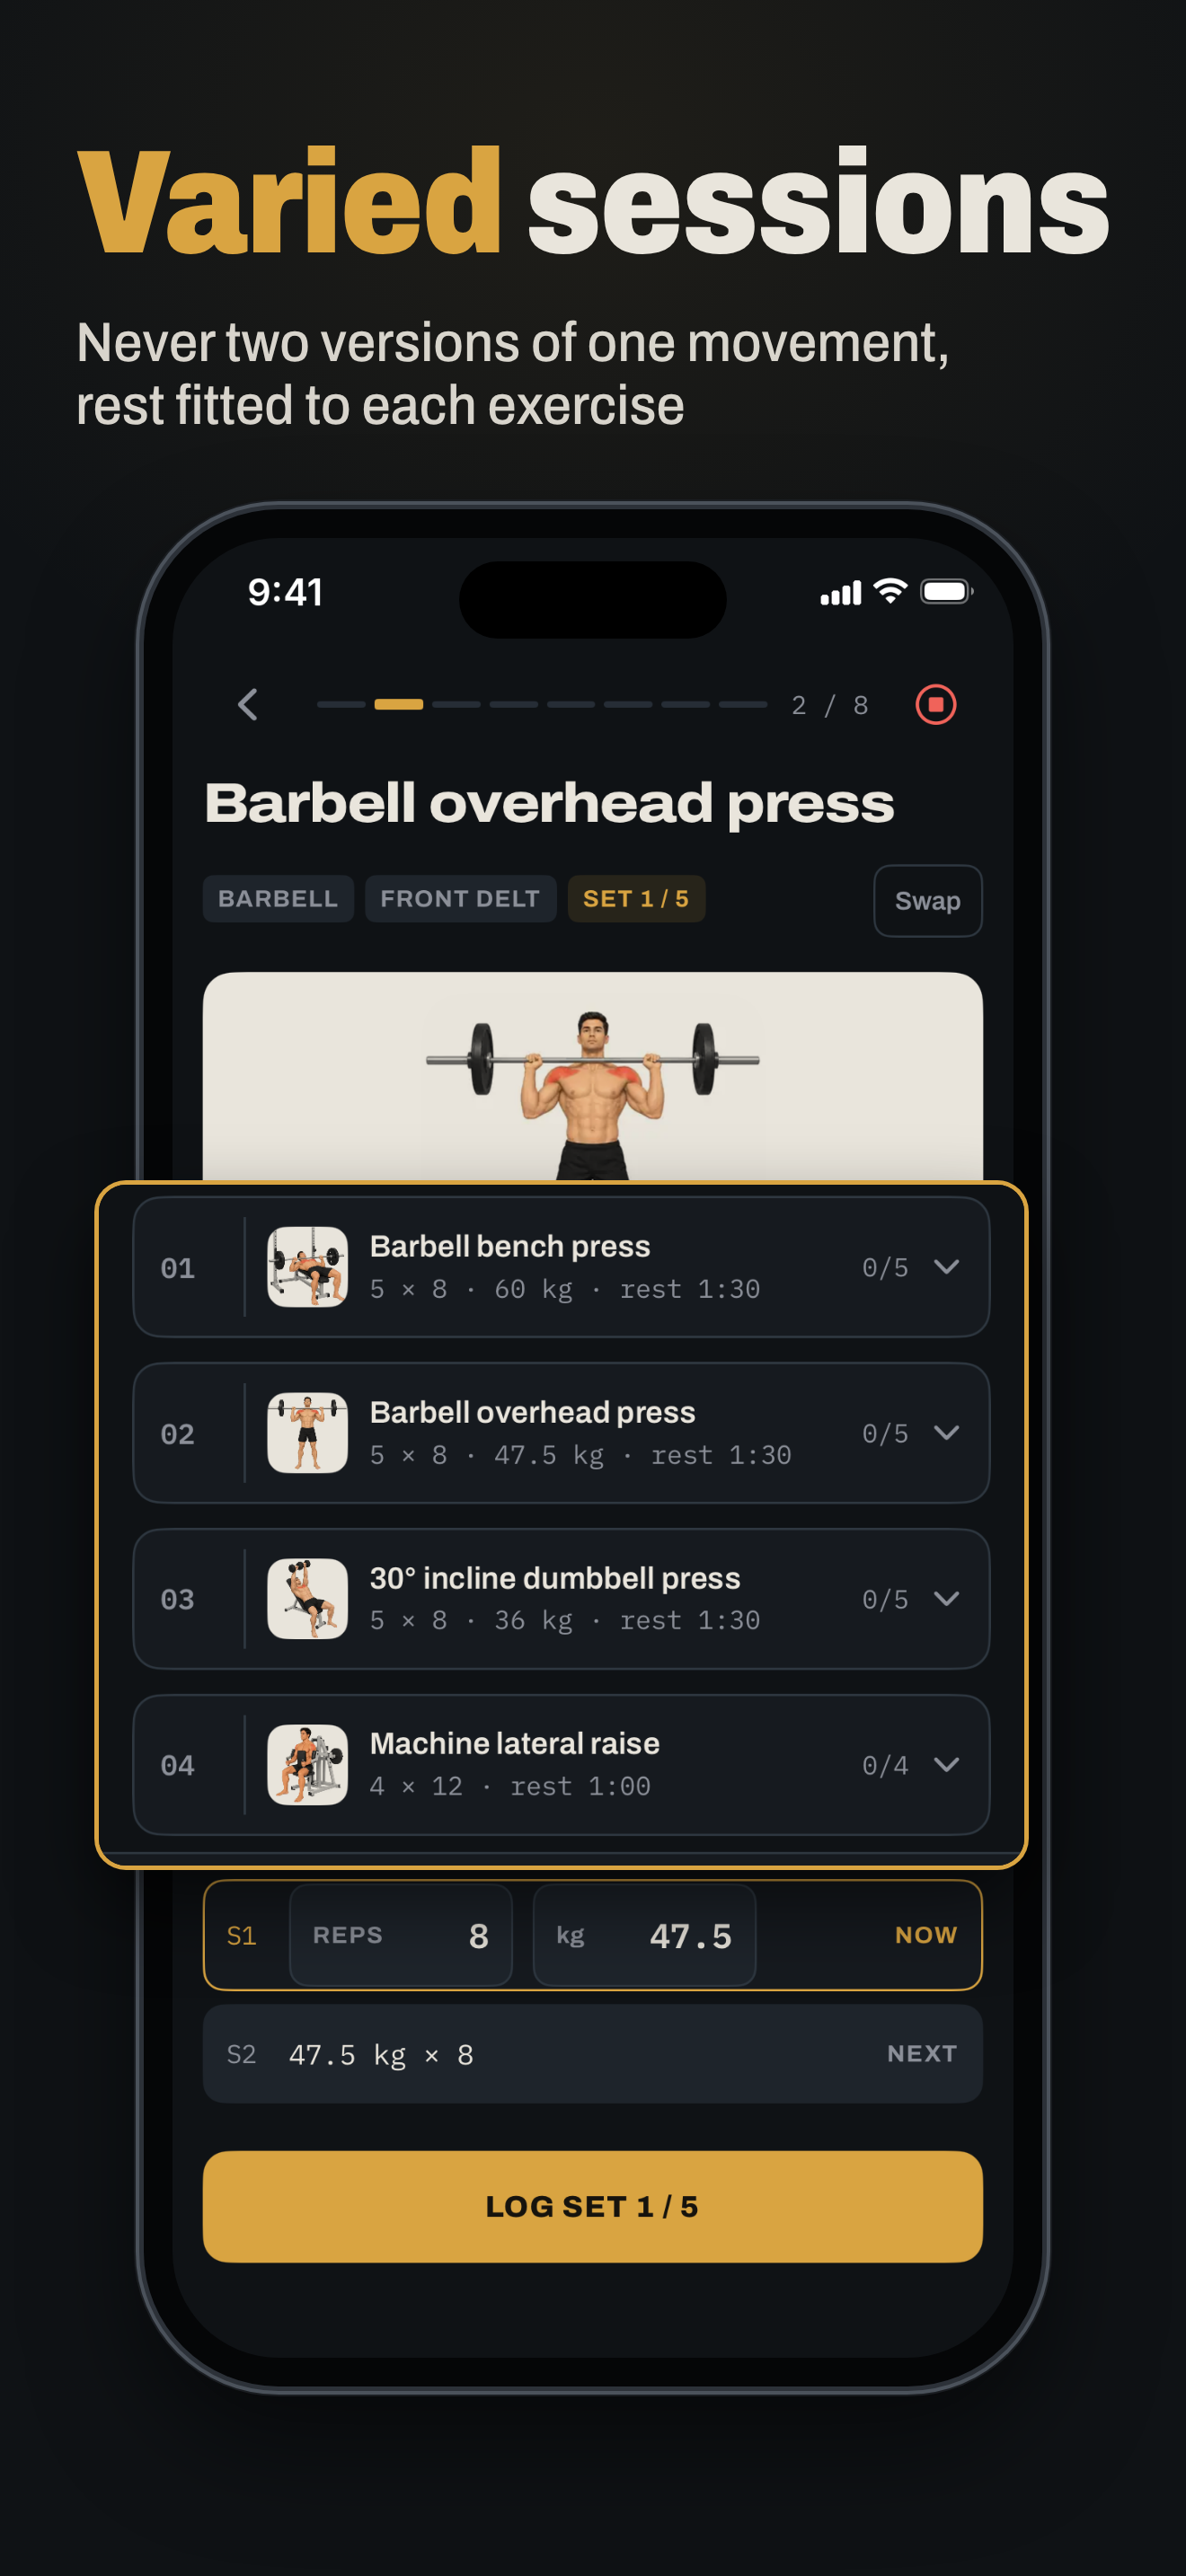 Varied sessions
Never two versions of one movement,
rest fitted to each exercise
9:41
2 / 8
Barbell overhead press
BARBELL
FRONT DELT
SET 1 / 5
Swap
01
Barbell bench press
5 × 8 · 60 kg · rest 1:30
0/5
02
Barbell overhead press
5 × 8 · 47.5 kg · rest 1:30
0/5
03
30° incline dumbbell press
5 × 8 · 36 kg · rest 1:30
0/5
04
Machine lateral raise
4 × 12 · rest 1:00
0/4
S1 REPS 8 kg 47.5 NOW
S2 47.5 kg × 8 NEXT
LOG SET 1 / 5